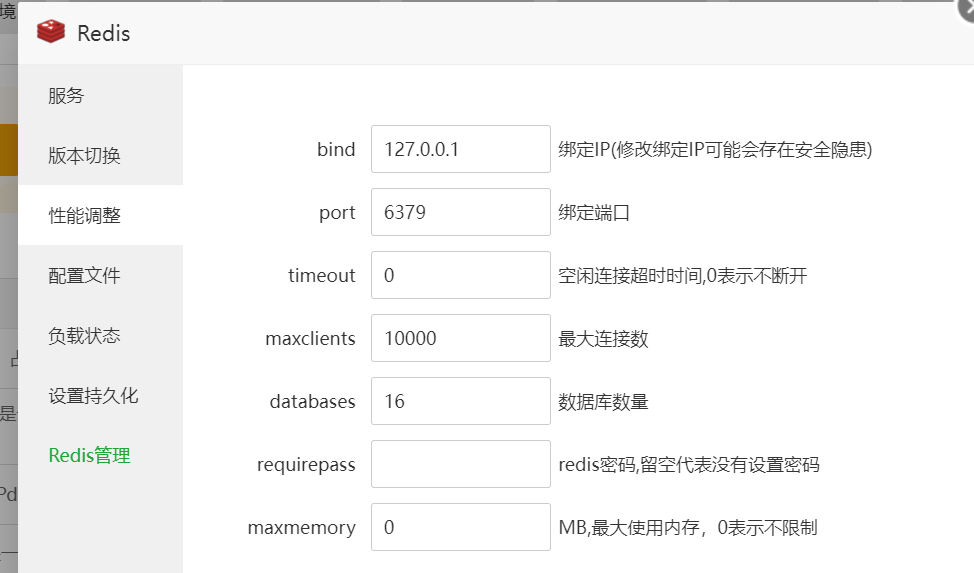 境
Redis
服务
版本切换
性能调整
配置文件
负载状态
设置持久化
Redis管理
bind 127.0.0.1 绑定IP(修改绑定IP可能会存在安全隐患)
port 6379 绑定端口
timeout 0 空闲连接超时时间,0表示不断开
maxclients 10000 最大连接数
databases 16 数据库数量
requirepass redis密码,留空代表没有设置密码
maxmemory 0 MB,最大使用内存，0表示不限制
是
Pd